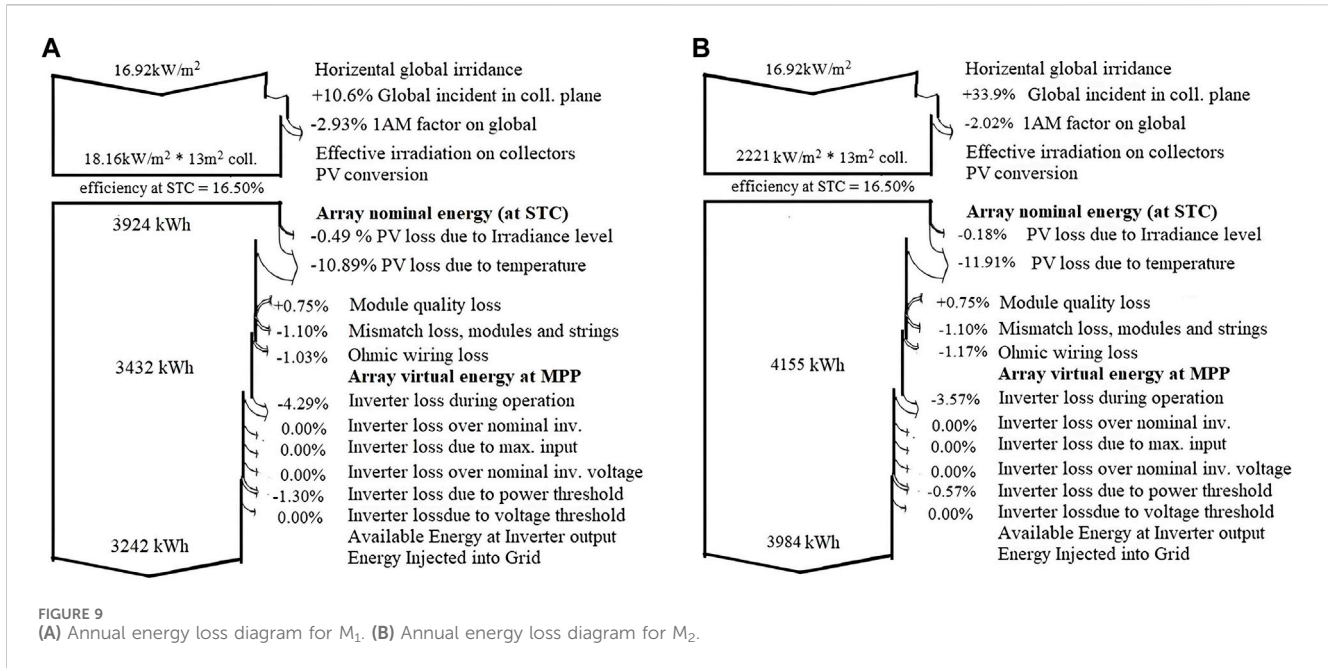 A
16.92kW/m²
Horizental global irridance
+10.6% Global incident in coll. plane
-2.93% 1AM factor on global
18.16kW/m² * 13m² coll.
Effective irradiation on collectors
PV conversion
efficiency at STC = 16.50%
Array nominal energy (at STC)
3924 kWh
-0.49 % PV loss due to Irradiance level
-10.89% PV loss due to temperature
+0.75% Module quality loss
-1.10% Mismatch loss, modules and strings
-1.03% Ohmic wiring loss
3432 kWh
Array virtual energy at MPP
-4.29% Inverter loss during operation
0.00% Inverter loss over nominal inv.
0.00% Inverter loss due to max. input
0.00% Inverter loss over nominal inv. voltage
-1.30% Inverter loss due to power threshold
0.00% Inverter lossdue to voltage threshold
Available Energy at Inverter output
3242 kWh
Energy Injected into Grid
B
16.92kW/m²
Horizental global irridance
+33.9% Global incident in coll. plane
-2.02% 1AM factor on global
2221 kW/m² * 13m² coll.
Effective irradiation on collectors
PV conversion
efficiency at STC = 16.50%
Array nominal energy (at STC)
-0.18% PV loss due to Irradiance level
-11.91% PV loss due to temperature
+0.75% Module quality loss
-1.10% Mismatch loss, modules and strings
-1.17% Ohmic wiring loss
4155 kWh
Array virtual energy at MPP
-3.57% Inverter loss during operation
0.00% Inverter loss over nominal inv.
0.00% Inverter loss due to max. input
0.00% Inverter loss over nominal inv. voltage
-0.57% Inverter loss due to power threshold
0.00% Inverter lossdue to voltage threshold
Available Energy at Inverter output
3984 kWh
Energy Injected into Grid
FIGURE 9
(A) Annual energy loss diagram for M₁. (B) Annual energy loss diagram for M₂.